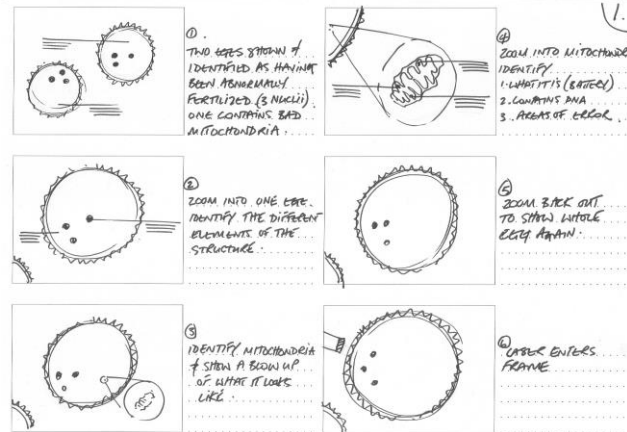 1.
①.
TWO EGGS SHOWN &
IDENTIFIED AS HAVING
BEEN ABNORMALLY
FERTILIZED (3 NUCLII)
ONE CONTAINS BAD
MITOCHONDRIA.
②
ZOOM INTO ONE EGG.
IDENTIFY THE DIFFERENT
ELEMENTS OF THE
STRUCTURE.
③
IDENTIFY MITOCHONDRIA
& SHOW A BLOW UP
OF WHAT IT LOOKS
LIKE.
④
ZOOM INTO MITOCHONDR
IDENTIFY
1. WHAT IT IS (BATTERY)
2. CONTAINS DNA
3. AREAS OF ERROR.
⑤
ZOOM BACK OUT
TO SHOW WHOLE
EGG AGAIN.
⑥
LASER ENTERS
FRAME